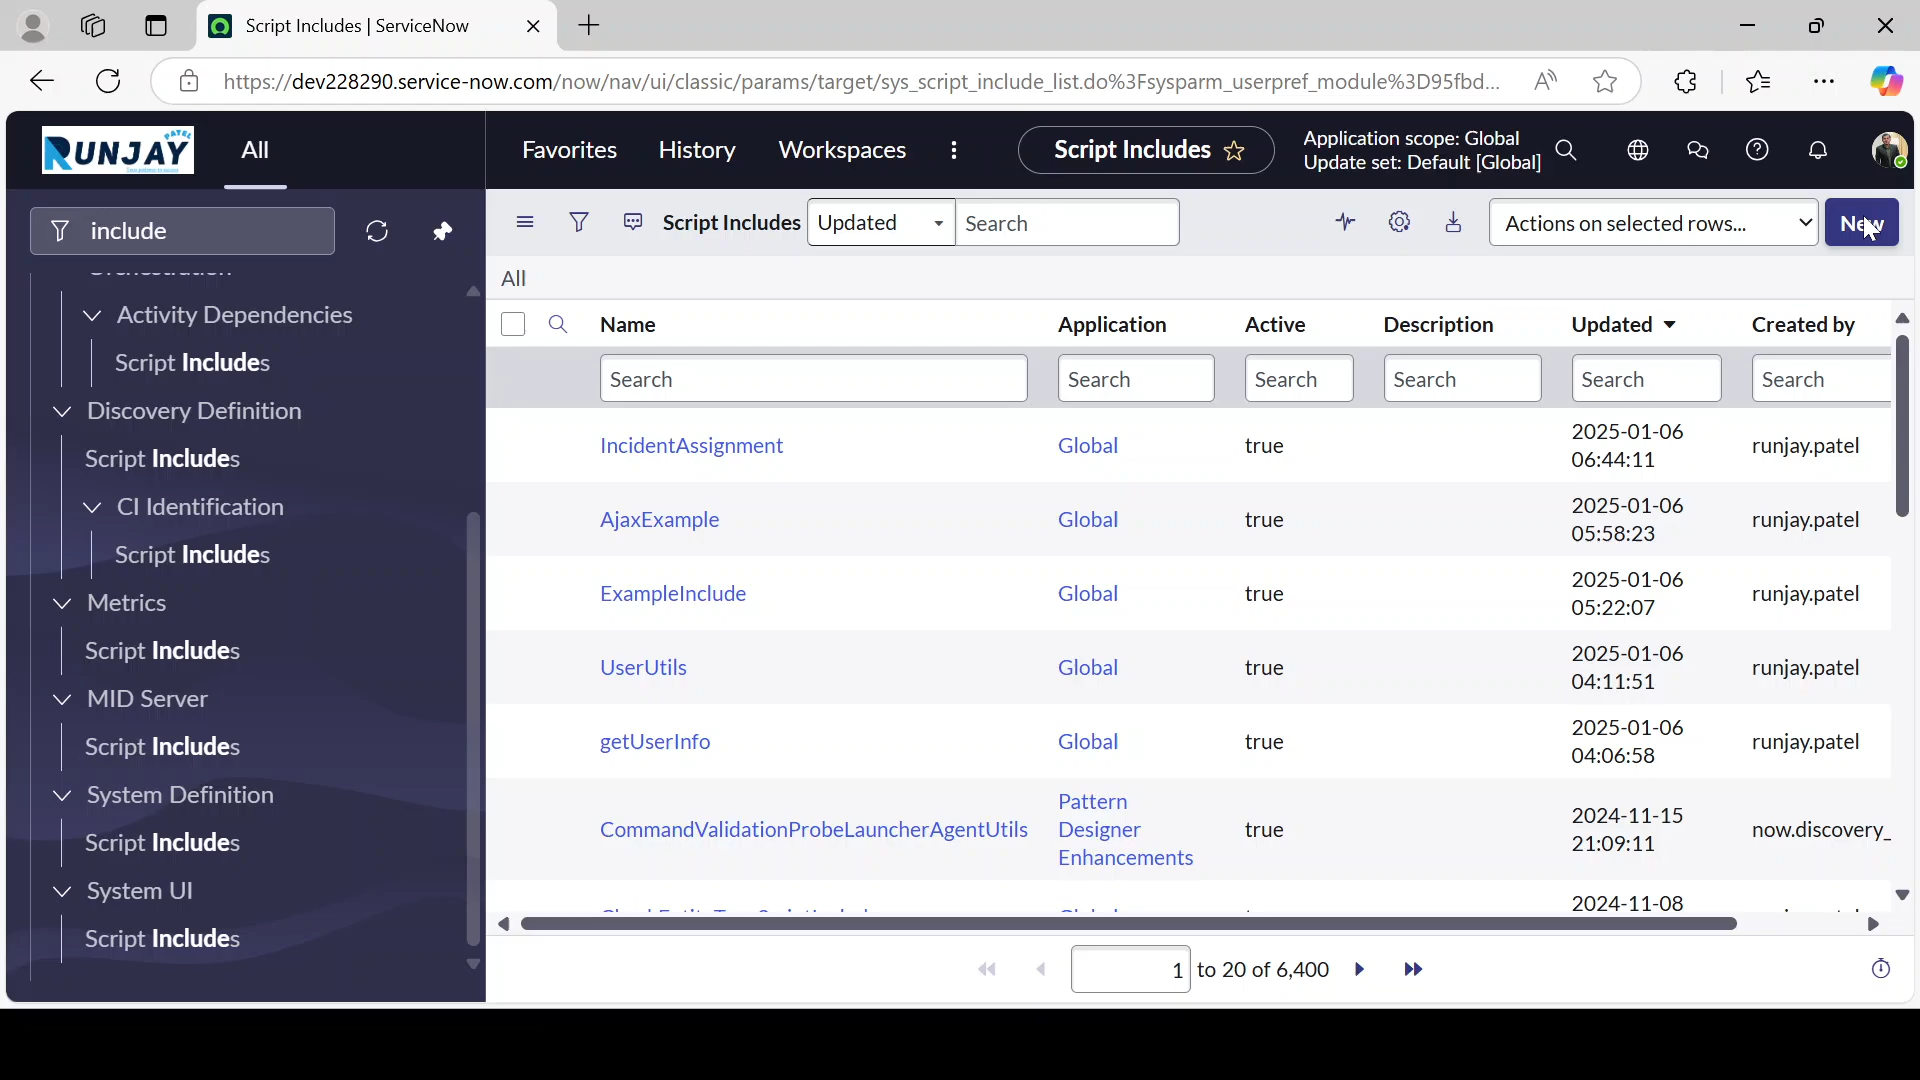 Script Includes | ServiceNow
https://dev228290.service-now.com/now/nav/ui/classic/params/target/sys_script_include_list.do%3Fsysparm_userpref_module%3D95fbd...
RUNJAY
PATEL
All
Favorites
History
Workspaces
Script Includes
Application scope: Global
Update set: Default [Global]
include
Activity Dependencies
Script Includes
Discovery Definition
Script Includes
CI Identification
Script Includes
Metrics
Script Includes
MID Server
Script Includes
System Definition
Script Includes
System UI
Script Includes
Script Includes
Updated
Search
Actions on selected rows...
New
All
Name Application Active Description Updated Created by
Search Search Search Search Search Search
IncidentAssignment Global true 2025-01-06 06:44:11 runjay.patel
AjaxExample Global true 2025-01-06 05:58:23 runjay.patel
ExampleInclude Global true 2025-01-06 05:22:07 runjay.patel
UserUtils Global true 2025-01-06 04:11:51 runjay.patel
getUserInfo Global true 2025-01-06 04:06:58 runjay.patel
CommandValidationProbeLauncherAgentUtils Pattern Designer Enhancements true 2024-11-15 21:09:11 now.discovery_
2024-11-08
1 to 20 of 6,400